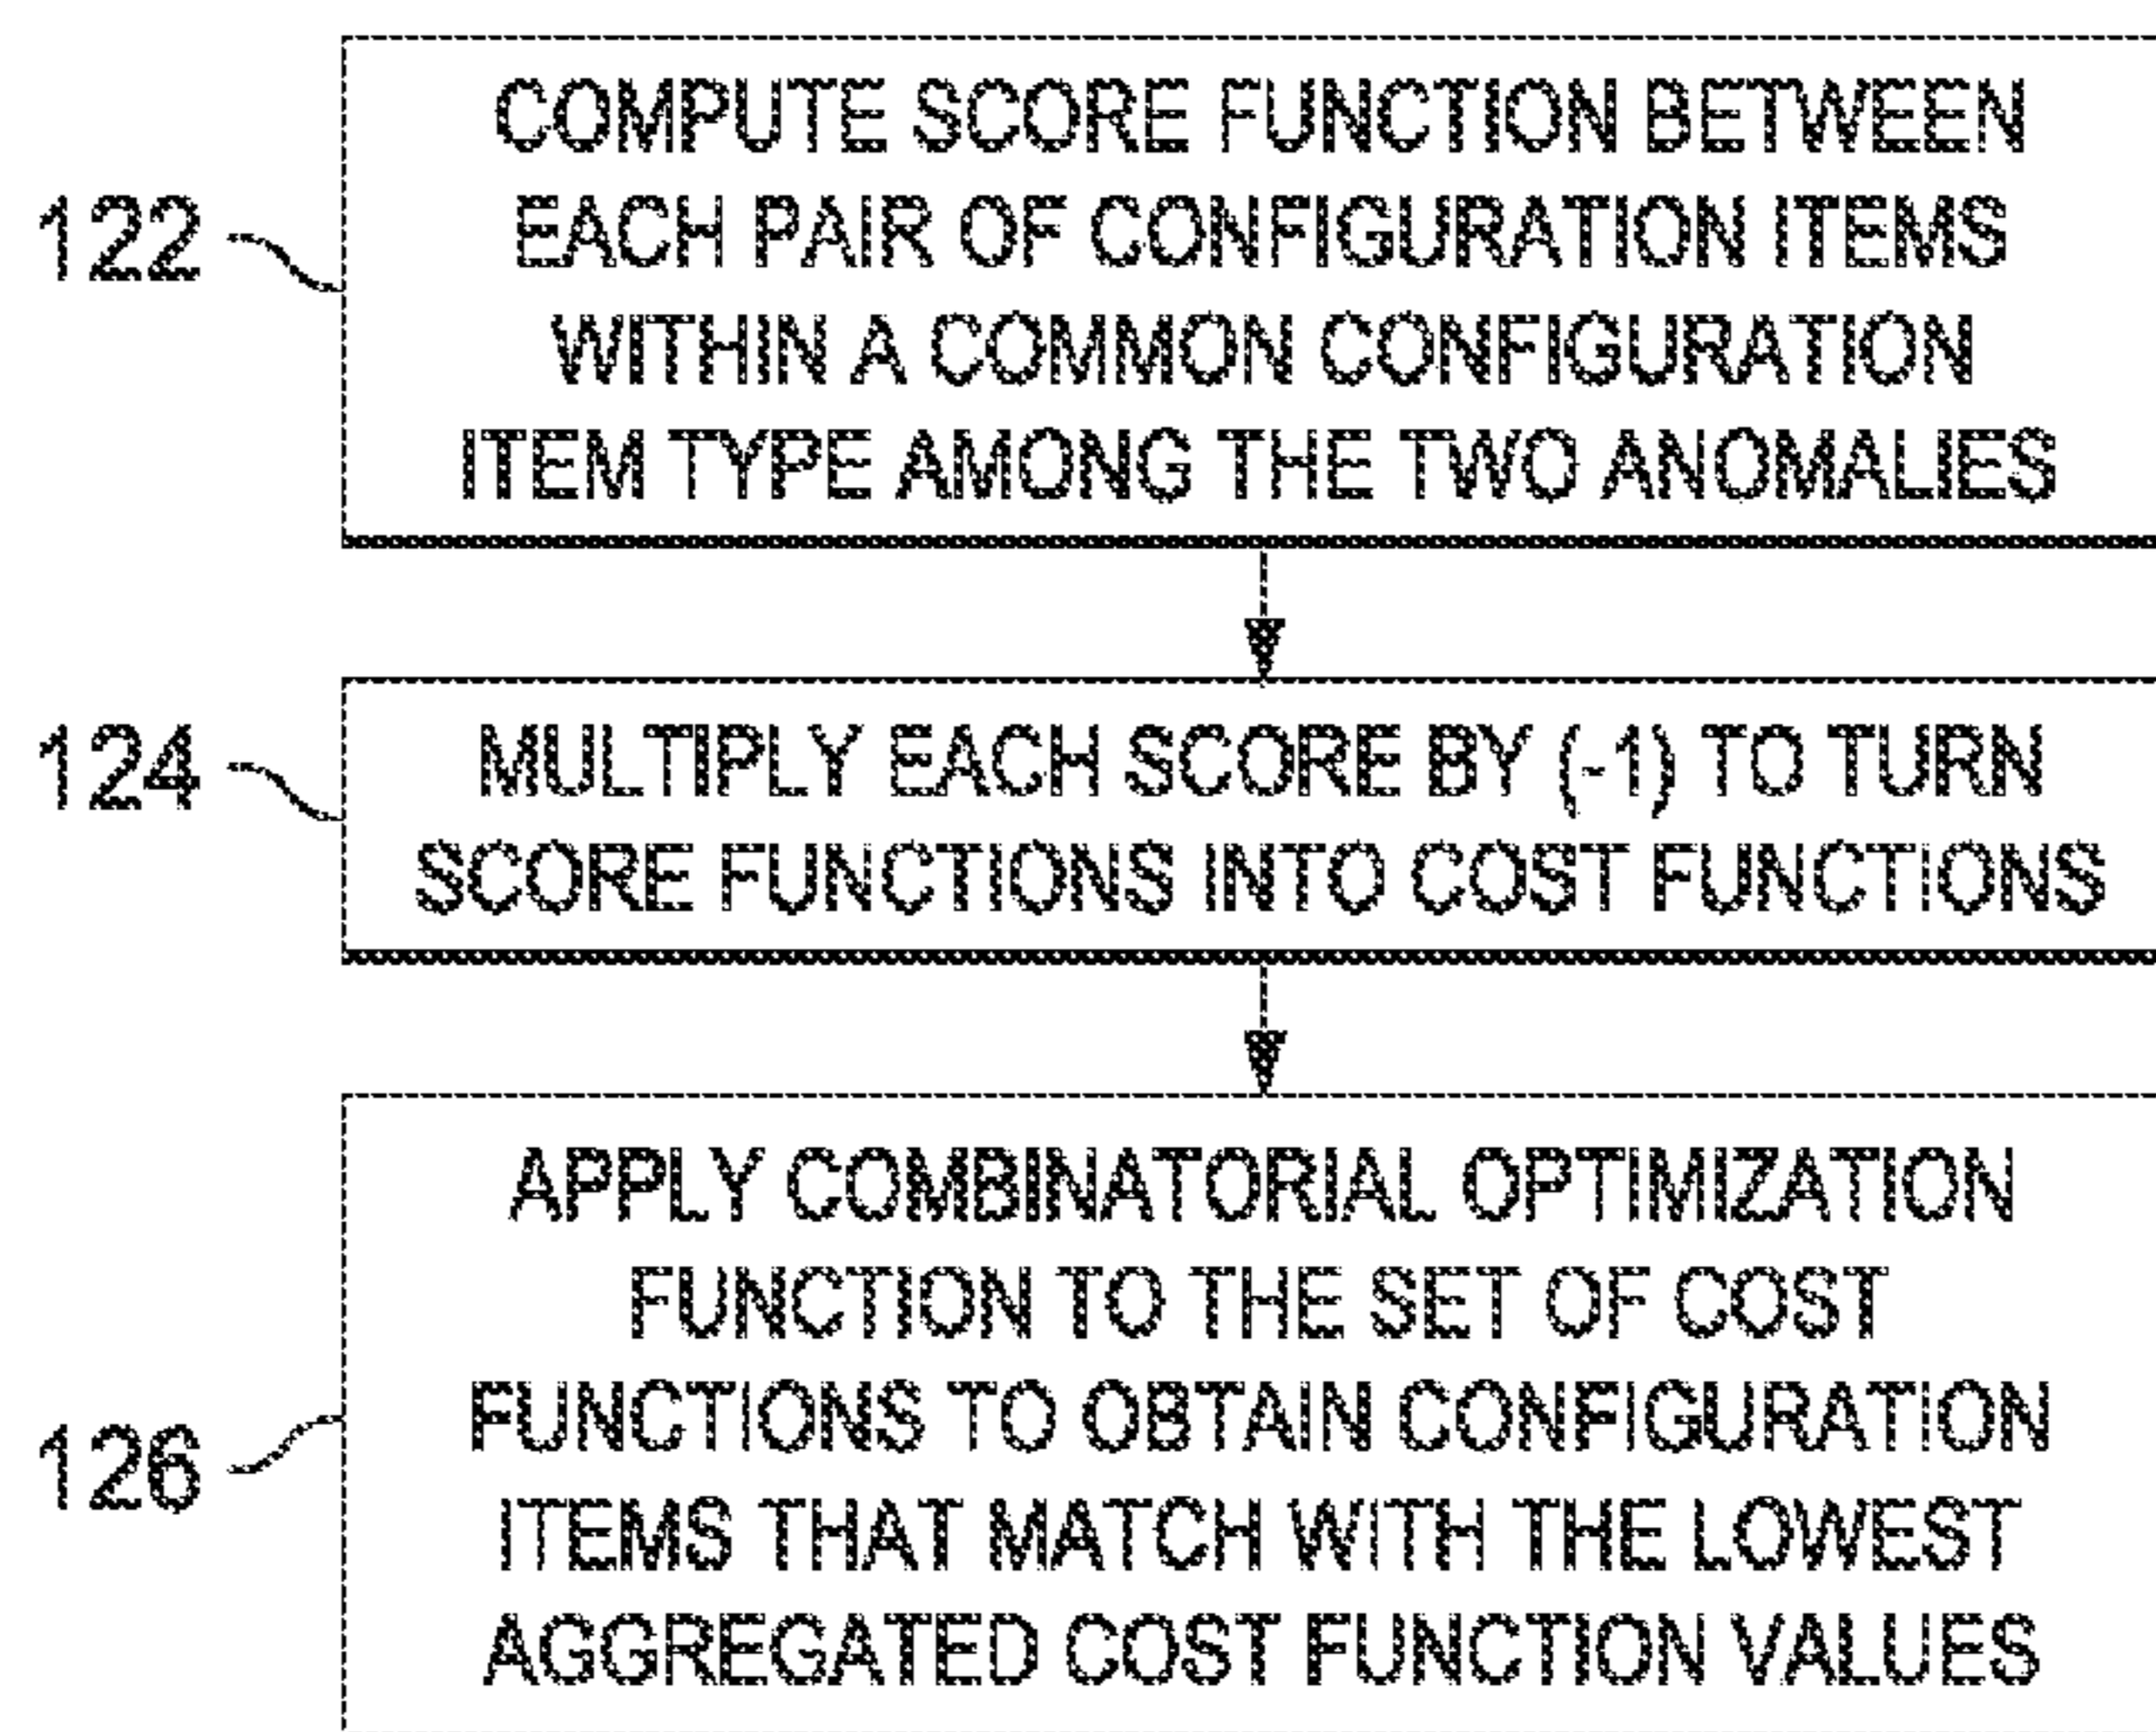 COMPUTE SCORE FUNCTION BETWEEN
EACH PAIR OF CONFIGURATION ITEMS
122
WITHIN A COMMON CONFIGURATION
ITEM TYPE AMONG THE TWO ANOMALIES
124
MULTIPLY EACH SCORE BY (-1) TO TURN
SCORE FUNCTIONS INTO COST FUNCTIONS
APPLY COMBINATORIAL OPTIMIZATION
FUNCTION TO THE SET OF COST
FUNCTIONS TO OBTAIN CONFIGURATION
126
ITEMS THAT MATCH WITH THE LOWEST
AGGREGATED COST FUNCTION VALUES